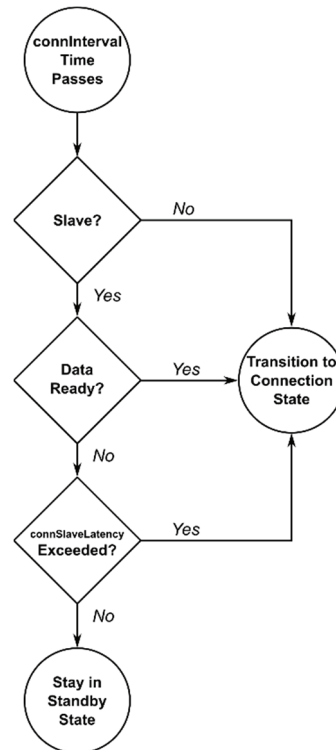 connInterval
Time
Passes
Slave?
No
Yes
Data
Ready?
Yes
Transition to
Connection
State
No
connSlaveLatency
Exceeded?
Yes
No
Stay in
Standby
State